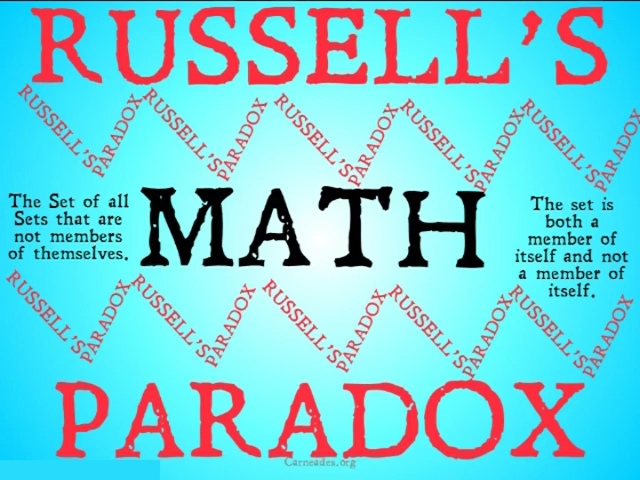 RUSSELL'S
RUSSELL'S PARADOX RUSSELL'S PARADOX RUSSELL'S PARADOX RUSSELL'S PARADOX RUSSELL'S PARADOX
The Set of all
Sets that are
not members
of themselves.
MATH
The set is
both a
member of
itself and not
a member of
itself.
RUSSELL'S PARADOX RUSSELL'S PARADOX RUSSELL'S PARADOX RUSSELL'S PARADOX RUSSELL'S PARADOX
PARADOX
Carneades.org